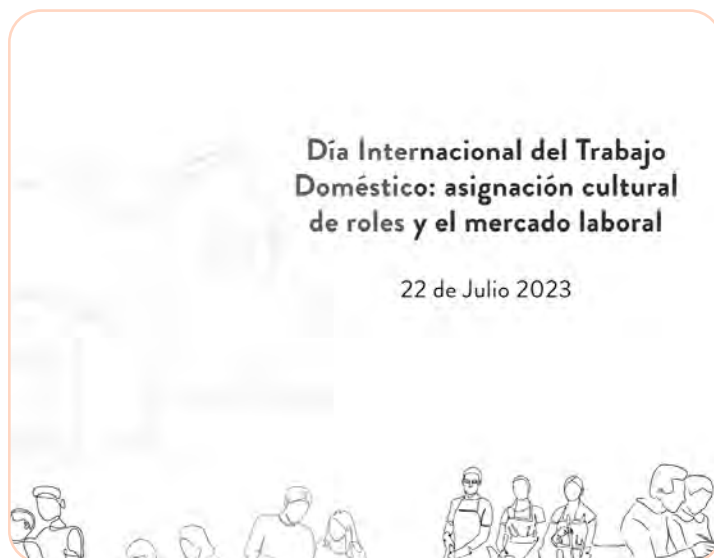 Día Internacional del Trabajo
Doméstico: asignación cultural
de roles y el mercado laboral
22 de Julio 2023